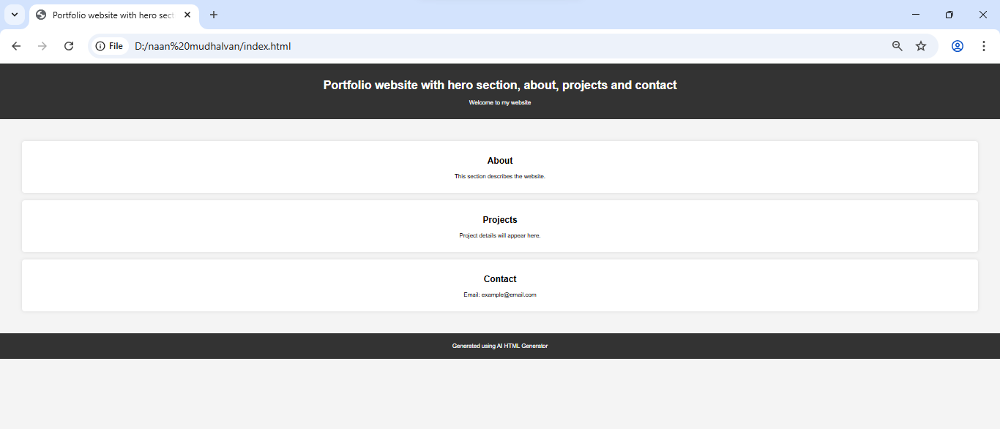 Portfolio website with hero sect
File
D:/naan%20mudhalvan/index.html
Portfolio website with hero section, about, projects and contact
Welcome to my website
About
This section describes the website.
Projects
Project details will appear here.
Contact
Email: example@email.com
Generated using AI HTML Generator